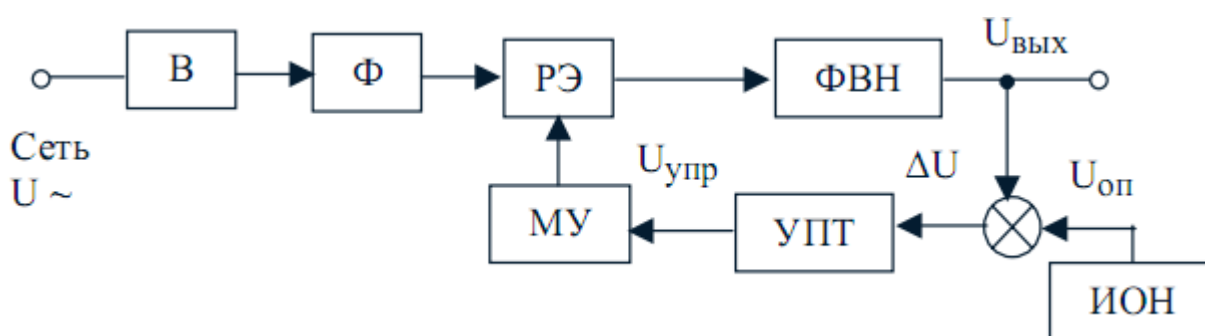 В
Ф
РЭ
ФВН
Uвых
Сеть
U ~
МУ
Uупр
УПТ
ΔU
Uоп
ИОН